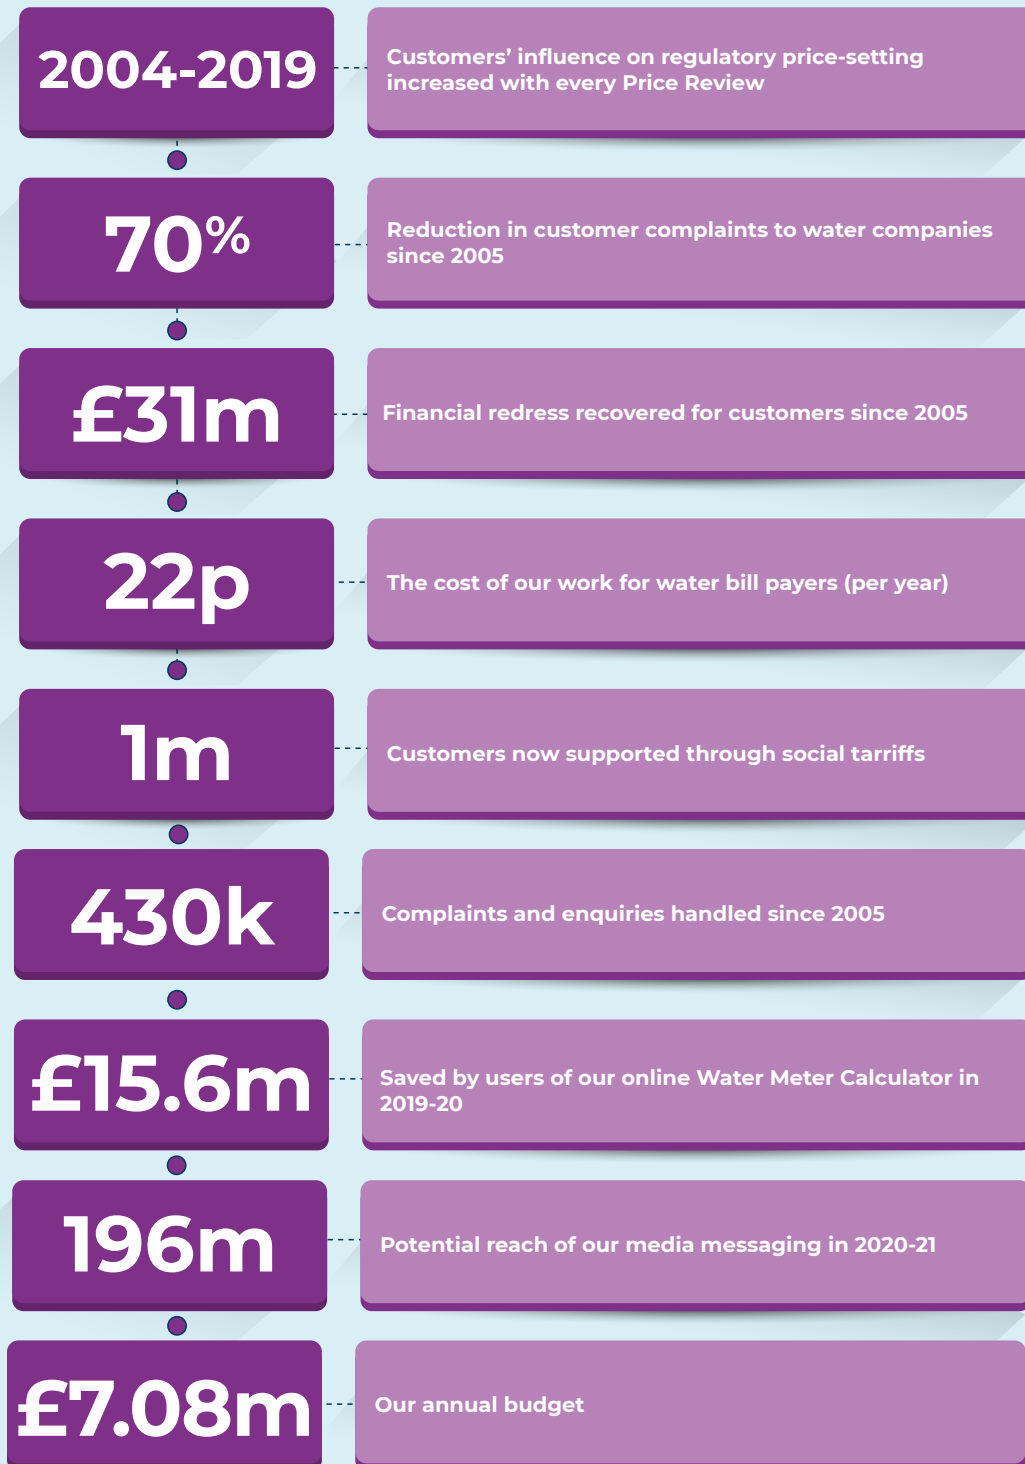 2004-2019
Customers’ influence on regulatory price-setting
increased with every Price Review
70%
Reduction in customer complaints to water companies
since 2005
£31m
Financial redress recovered for customers since 2005
22p
The cost of our work for water bill payers (per year)
1m
Customers now supported through social tarriffs
430k
Complaints and enquiries handled since 2005
£15.6m
Saved by users of our online Water Meter Calculator in
2019-20
196m
Potential reach of our media messaging in 2020-21
£7.08m
Our annual budget